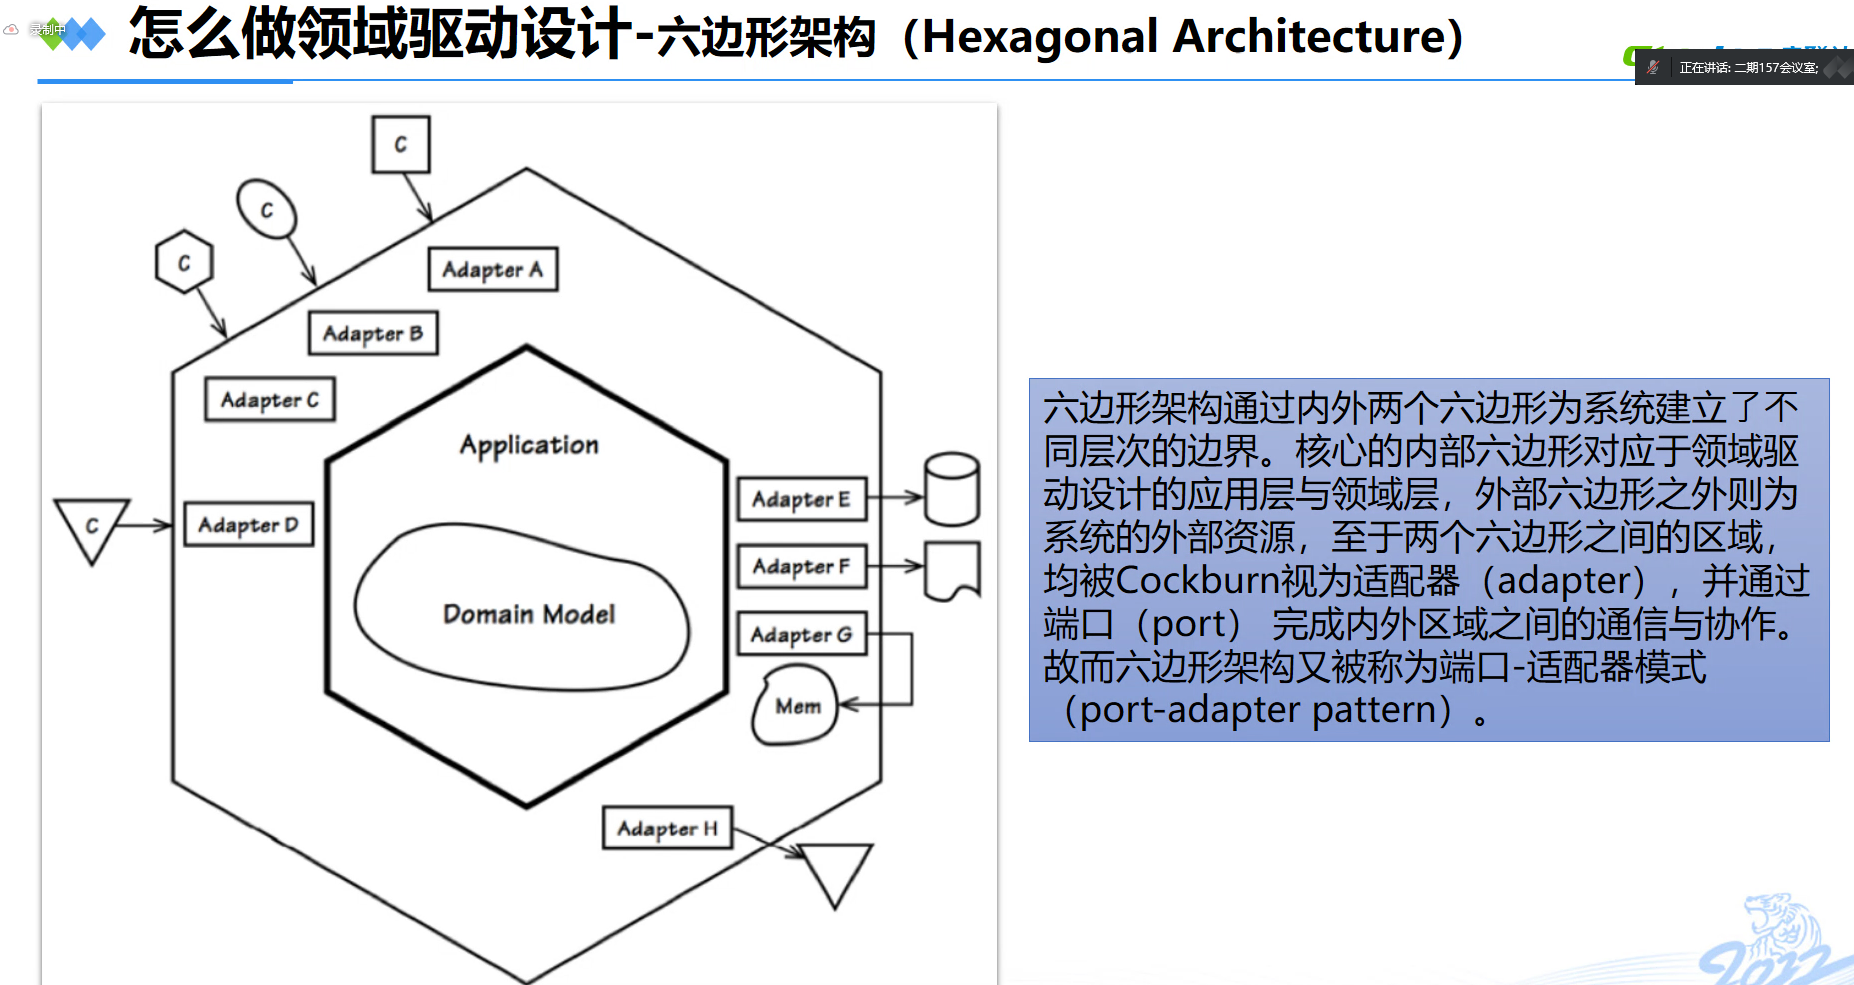 录制中
怎么做领域驱动设计-六边形架构（Hexagonal Architecture）
正在讲话: 二期157会议室;
C
C
C
Adapter A
Adapter B
Adapter C
Application
C
Adapter D
Adapter E
Adapter F
Adapter G
Domain Model
Mem
Adapter H
六边形架构通过内外两个六边形为系统建立了不
同层次的边界。核心的内部六边形对应于领域驱
动设计的应用层与领域层，外部六边形之外则为
系统的外部资源，至于两个六边形之间的区域，
均被Cockburn视为适配器（adapter），并通过
端口（port） 完成内外区域之间的通信与协作。
故而六边形架构又被称为端口-适配器模式
（port-adapter pattern）。
2022